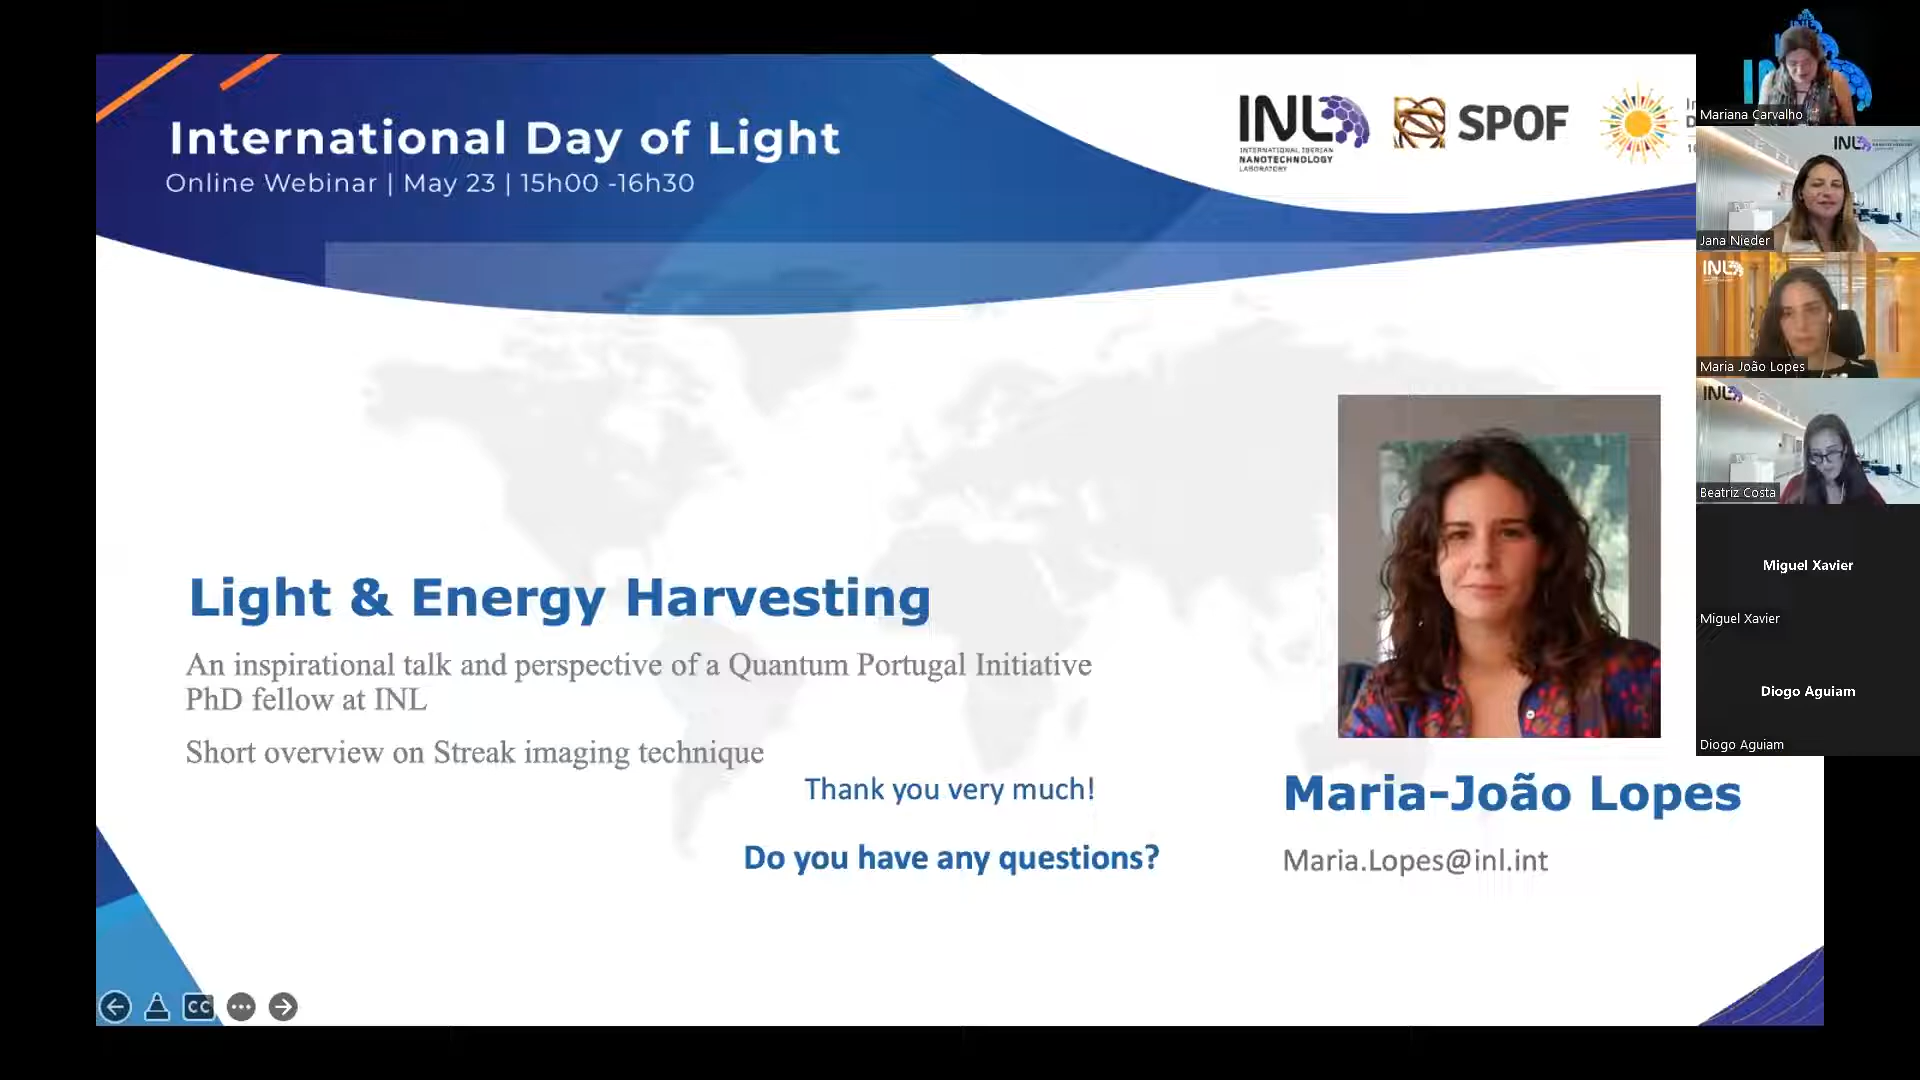 International Day of Light
Online Webinar | May 23 | 15h00 -16h30
INL
INTERNATIONAL IBERIAN
NANOTECHNOLOGY
LABORATORY
SPOF
Light & Energy Harvesting
An inspirational talk and perspective of a Quantum Portugal Initiative
PhD fellow at INL
Short overview on Streak imaging technique
Thank you very much!
Do you have any questions?
Maria-João Lopes
Maria.Lopes@inl.int
CC
Mariana Carvalho
INL
Jana Nieder
INL
Maria João Lopes
INL
Beatriz Costa
Miguel Xavier
Miguel Xavier
Diogo Aguiam
Diogo Aguiam